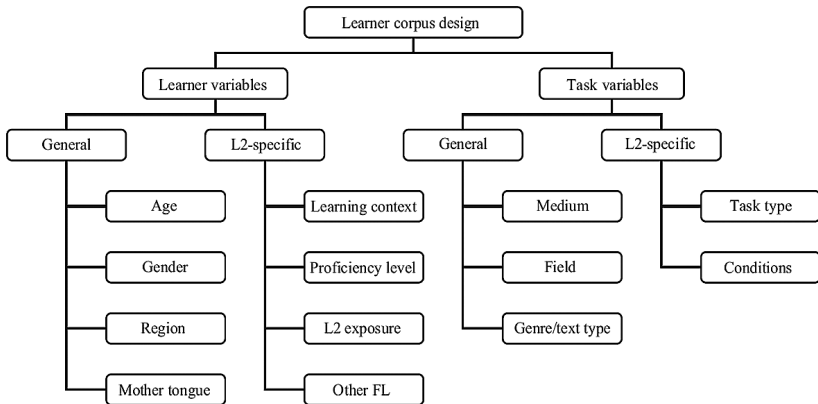 Learner corpus design
Learner variables
Task variables
General
L2-specific
General
L2-specific
Age
Learning context
Medium
Task type
Gender
Proficiency level
Field
Conditions
Region
L2 exposure
Genre/text type
Mother tongue
Other FL